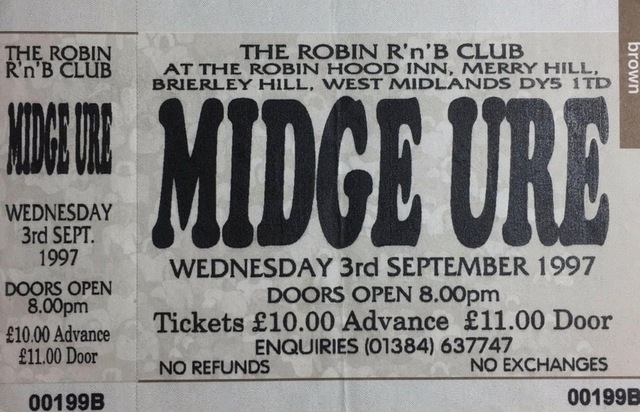 THE ROBIN
R'n'B CLUB
MIDGE URE
WEDNESDAY
3rd SEPT.
1997
DOORS OPEN
8.00pm
£10.00 Advance
£11.00 Door
00199B
THE ROBIN R'n'B CLUB
AT THE ROBIN HOOD INN, MERRY HILL,
BRIERLEY HILL, WEST MIDLANDS DY5 1TD
MIDGE URE
WEDNESDAY 3rd SEPTEMBER 1997
DOORS OPEN 8.00pm
Tickets £10.00 Advance £11.00 Door
ENQUIRIES (01384) 637747
NO REFUNDS NO EXCHANGES
00199B
brown